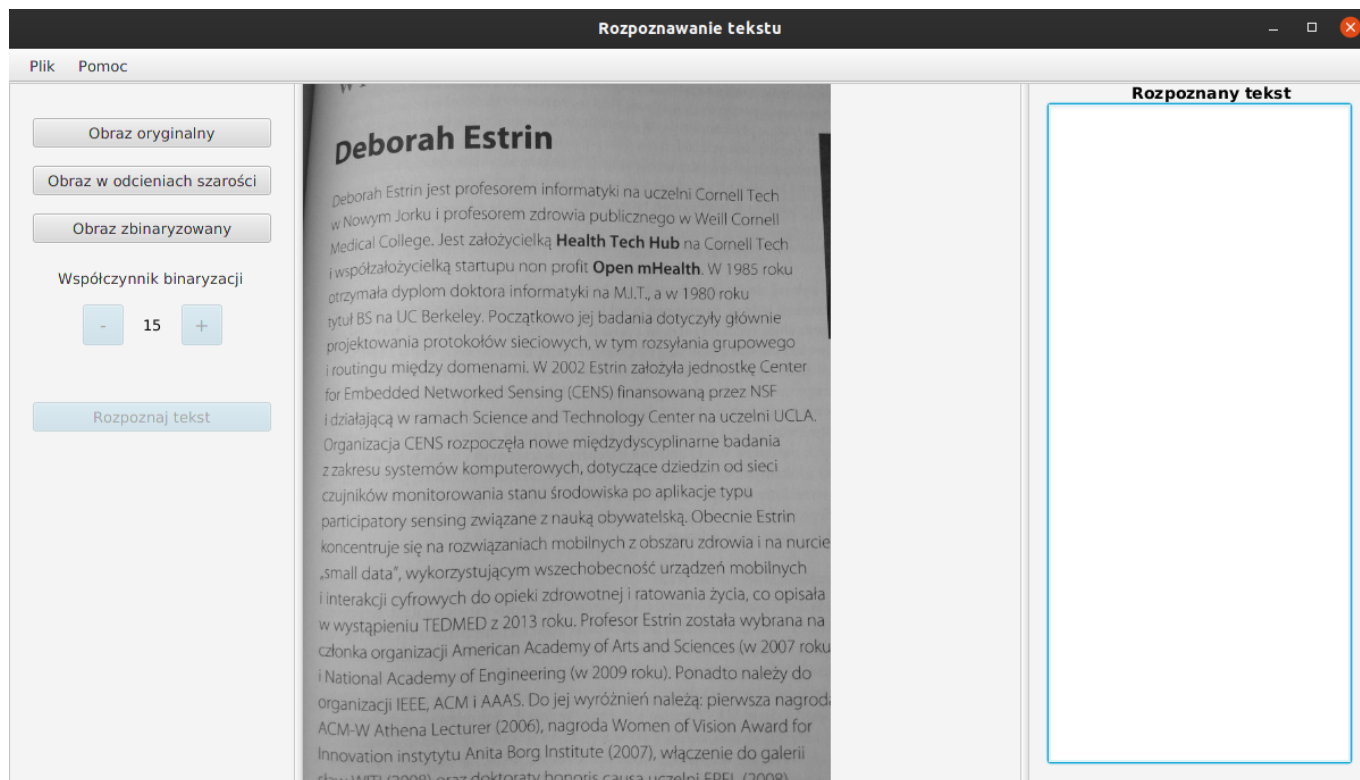 Rozpoznawanie tekstu
Plik Pomoc
Obraz oryginalny
Obraz w odcieniach szarości
Obraz zbinaryzowany
Współczynnik binaryzacji
- 15 +
Rozpoznaj tekst
Deborah Estrin
Deborah Estrin jest profesorem informatyki na uczelni Cornell Tech
w Nowym Jorku i profesorem zdrowia publicznego w Weill Cornell
Medical College. Jest założycielką Health Tech Hub na Cornell Tech
i współzałożycielką startupu non profit Open mHealth. W 1985 roku
otrzymała dyplom doktora informatyki na M.I.T., a w 1980 roku
tytuł BS na UC Berkeley. Początkowo jej badania dotyczyły głównie
projektowania protokołów sieciowych, w tym rozsyłania grupowego
i routingu między domenami. W 2002 Estrin założyła jednostkę Center
for Embedded Networked Sensing (CENS) finansowaną przez NSF
i działającą w ramach Science and Technology Center na uczelni UCLA.
Organizacja CENS rozpoczęła nowe międzydyscyplinarne badania
z zakresu systemów komputerowych, dotyczące dziedzin od sieci
czujników monitorowania stanu środowiska po aplikacje typu
participatory sensing związane z nauką obywatelską. Obecnie Estrin
koncentruje się na rozwiązaniach mobilnych z obszaru zdrowia i na nurcie
„small data", wykorzystującym wszechobecność urządzeń mobilnych
i interakcji cyfrowych do opieki zdrowotnej i ratowania życia, co opisała
w wystąpieniu TEDMED z 2013 roku. Profesor Estrin została wybrana na
członka organizacji American Academy of Arts and Sciences (w 2007 roku
i National Academy of Engineering (w 2009 roku). Ponadto należy do
organizacji IEEE, ACM i AAAS. Do jej wyróżnień należą: pierwsza nagroda
ACM-W Athena Lecturer (2006), nagroda Women of Vision Award for
Innovation instytytu Anita Borg Institute (2007), włączenie do galerii
sław WITI (2008) oraz doktoraty honoris causa uczelni EPFL (2008)
Rozpoznany tekst